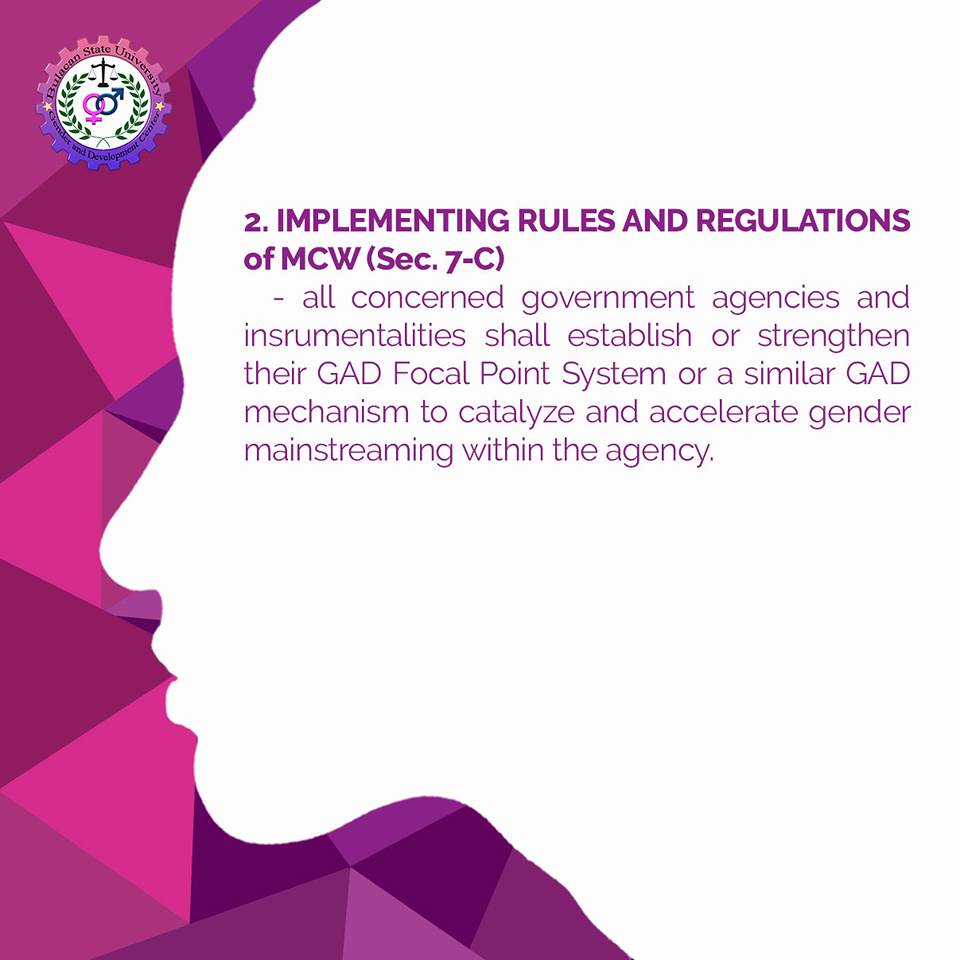 Bulacan State University
Gender and Development Center
2. IMPLEMENTING RULES AND REGULATIONS
of MCW (Sec. 7-C)
- all concerned government agencies and
insrumentalities shall establish or strengthen
their GAD Focal Point System or a similar GAD
mechanism to catalyze and accelerate gender
mainstreaming within the agency.